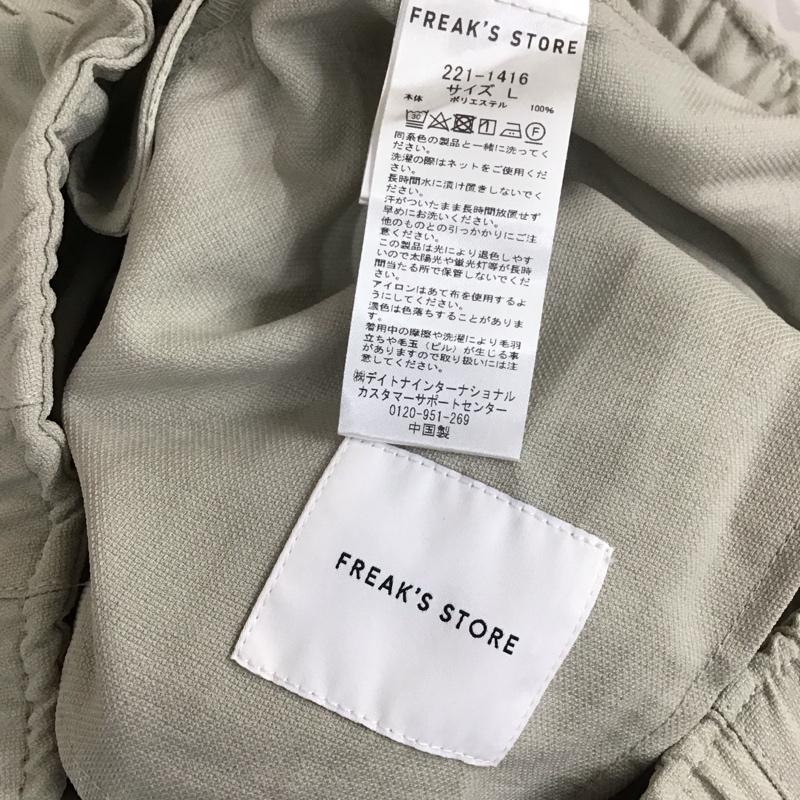 FREAK'S STORE
221-1416
サイズ L
本体 ポリエステル 100%
30
F
同系色の製品と一緒に洗ってく
ださい。
洗濯の際はネットをご使用くだ
さい。
長時間水に漬け置きしないでく
ださい。
汗がついたまま長時間放置せず
早めにお洗いください。
他のものとの引っかかりにご注
意ください。
この製品は光により退色しやす
いので太陽光や蛍光灯等が長時
間当たる所で保管しないでくだ
さい。
アイロンはあて布を使用するよ
うにしてください。
濃色は色落ちすることがありま
す。
着用中の摩擦や洗濯により毛羽
立ちや毛玉（ピル）が生じる事
がありますので取り扱いには注
意してください。
㈱デイトナインターナショナル
カスタマーサポートセンター
0120-951-269
中国製
FREAK'S STORE